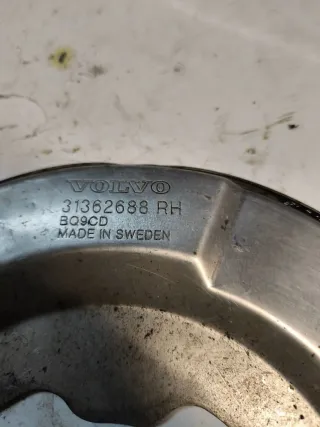 VOLVO
31362688 RH
BQ9CD
MADE IN SWEDEN